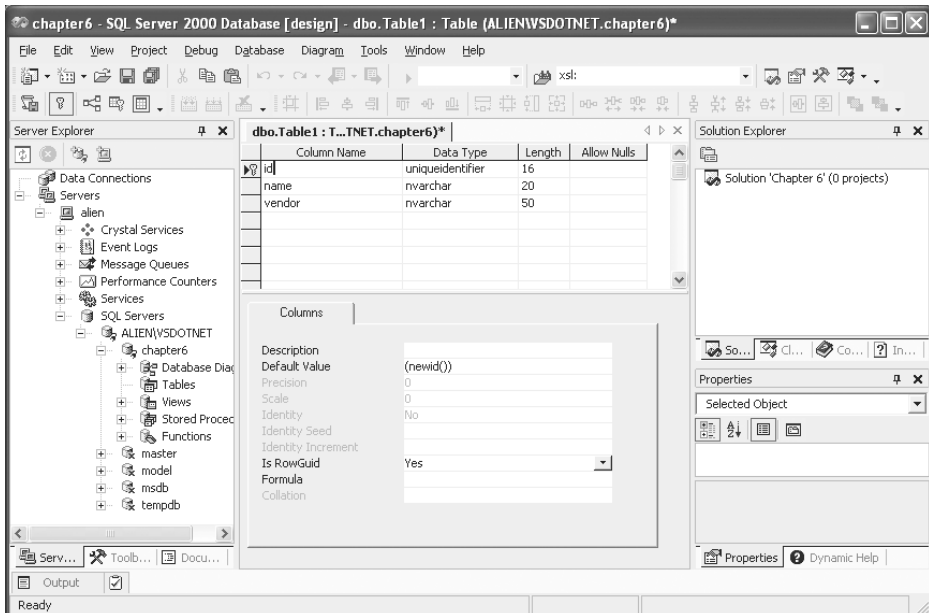 chapter6 - SQL Server 2000 Database [design] - dbo.Table1 : Table (ALIEN\VSDOTNET.chapter6)*
File Edit View Project Debug Database Diagram Tools Window Help
xsl:
Server Explorer
Data Connections
Servers
alien
Crystal Services
Event Logs
Message Queues
Performance Counters
Services
SQL Servers
ALIEN\VSDOTNET
chapter6
Database Diag
Tables
Views
Stored Proced
Functions
master
model
msdb
tempdb
Serv... Toolb... Docu...
dbo.Table1 : T...TNET.chapter6)*
Column Name Data Type Length Allow Nulls
id uniqueidentifier 16
name nvarchar 20
vendor nvarchar 50
Columns
Description
Default Value (newid())
Precision 0
Scale 0
Identity No
Identity Seed
Identity Increment
Is RowGuid Yes
Formula
Collation
Solution Explorer
Solution 'Chapter 6' (0 projects)
So... Cl... Co... In...
Properties
Selected Object
Properties Dynamic Help
Output
Ready